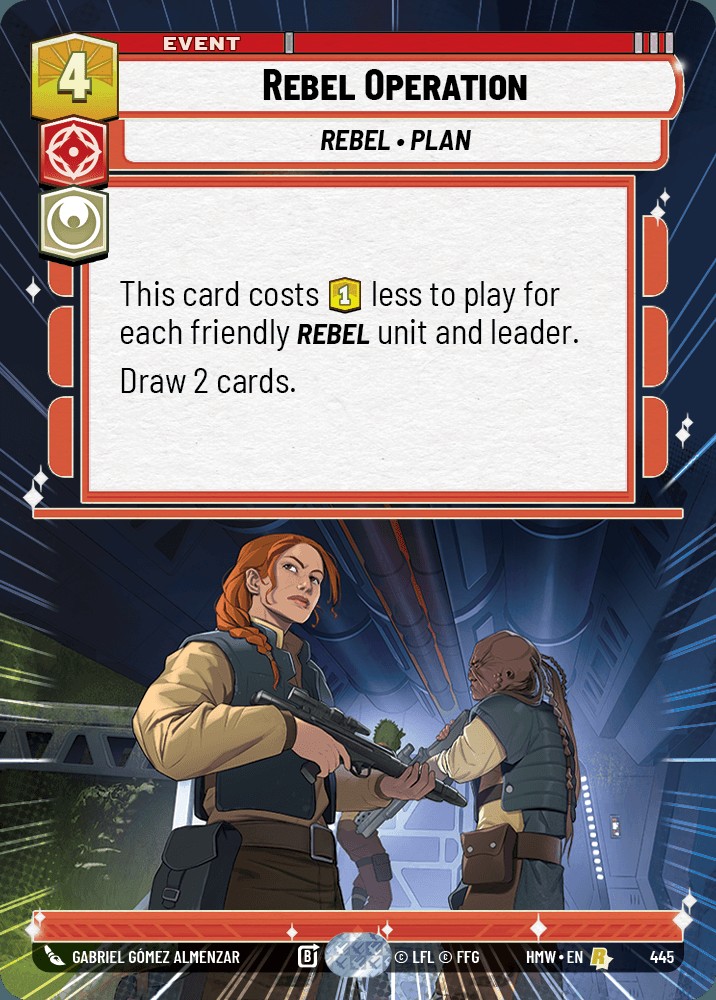 EVENT
4
REBEL OPERATION
REBEL • PLAN
This card costs 1 less to play for
each friendly REBEL unit and leader.
Draw 2 cards.
GABRIEL GÓMEZ ALMENZAR
B
© LFL © FFG
HMW • EN
R
445